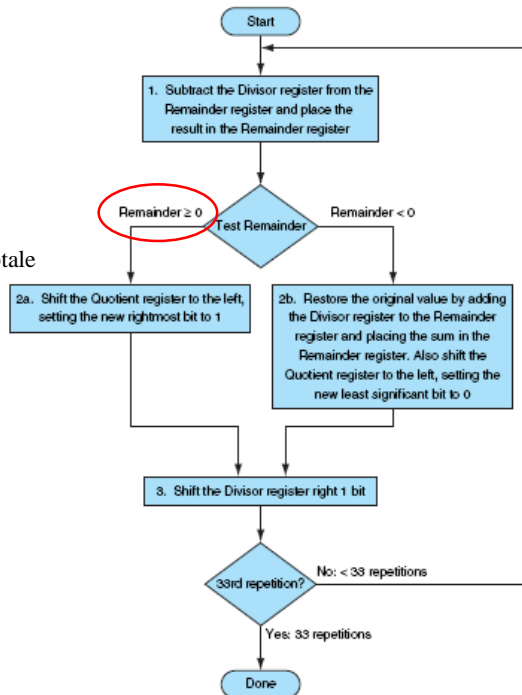 Start
1. Subtract the Divisor register from the
Remainder register and place the
result in the Remainder register
Remainder ≥ 0
Test Remainder
Remainder < 0
tale
2a. Shift the Quotient register to the left,
setting the new rightmost bit to 1
2b. Restore the original value by adding
the Divisor register to the Remainder
register and placing the sum in the
Remainder register. Also shift the
Quotient register to the left, setting the
new least significant bit to 0
3. Shift the Divisor register right 1 bit
33rd repetition?
No: < 33 repetitions
Yes: 33 repetitions
Done